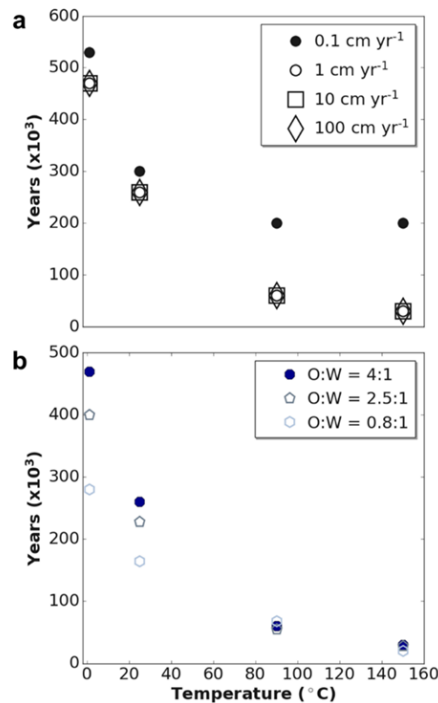 a
0.1 cm yr⁻¹
1 cm yr⁻¹
10 cm yr⁻¹
100 cm yr⁻¹
Years (x10³)
600
500
400
300
200
100
0
b
O:W = 4:1
O:W = 2.5:1
O:W = 0.8:1
Years (x10³)
500
400
300
200
100
0
0 20 40 60 80 100 120 140 160
Temperature (°C)